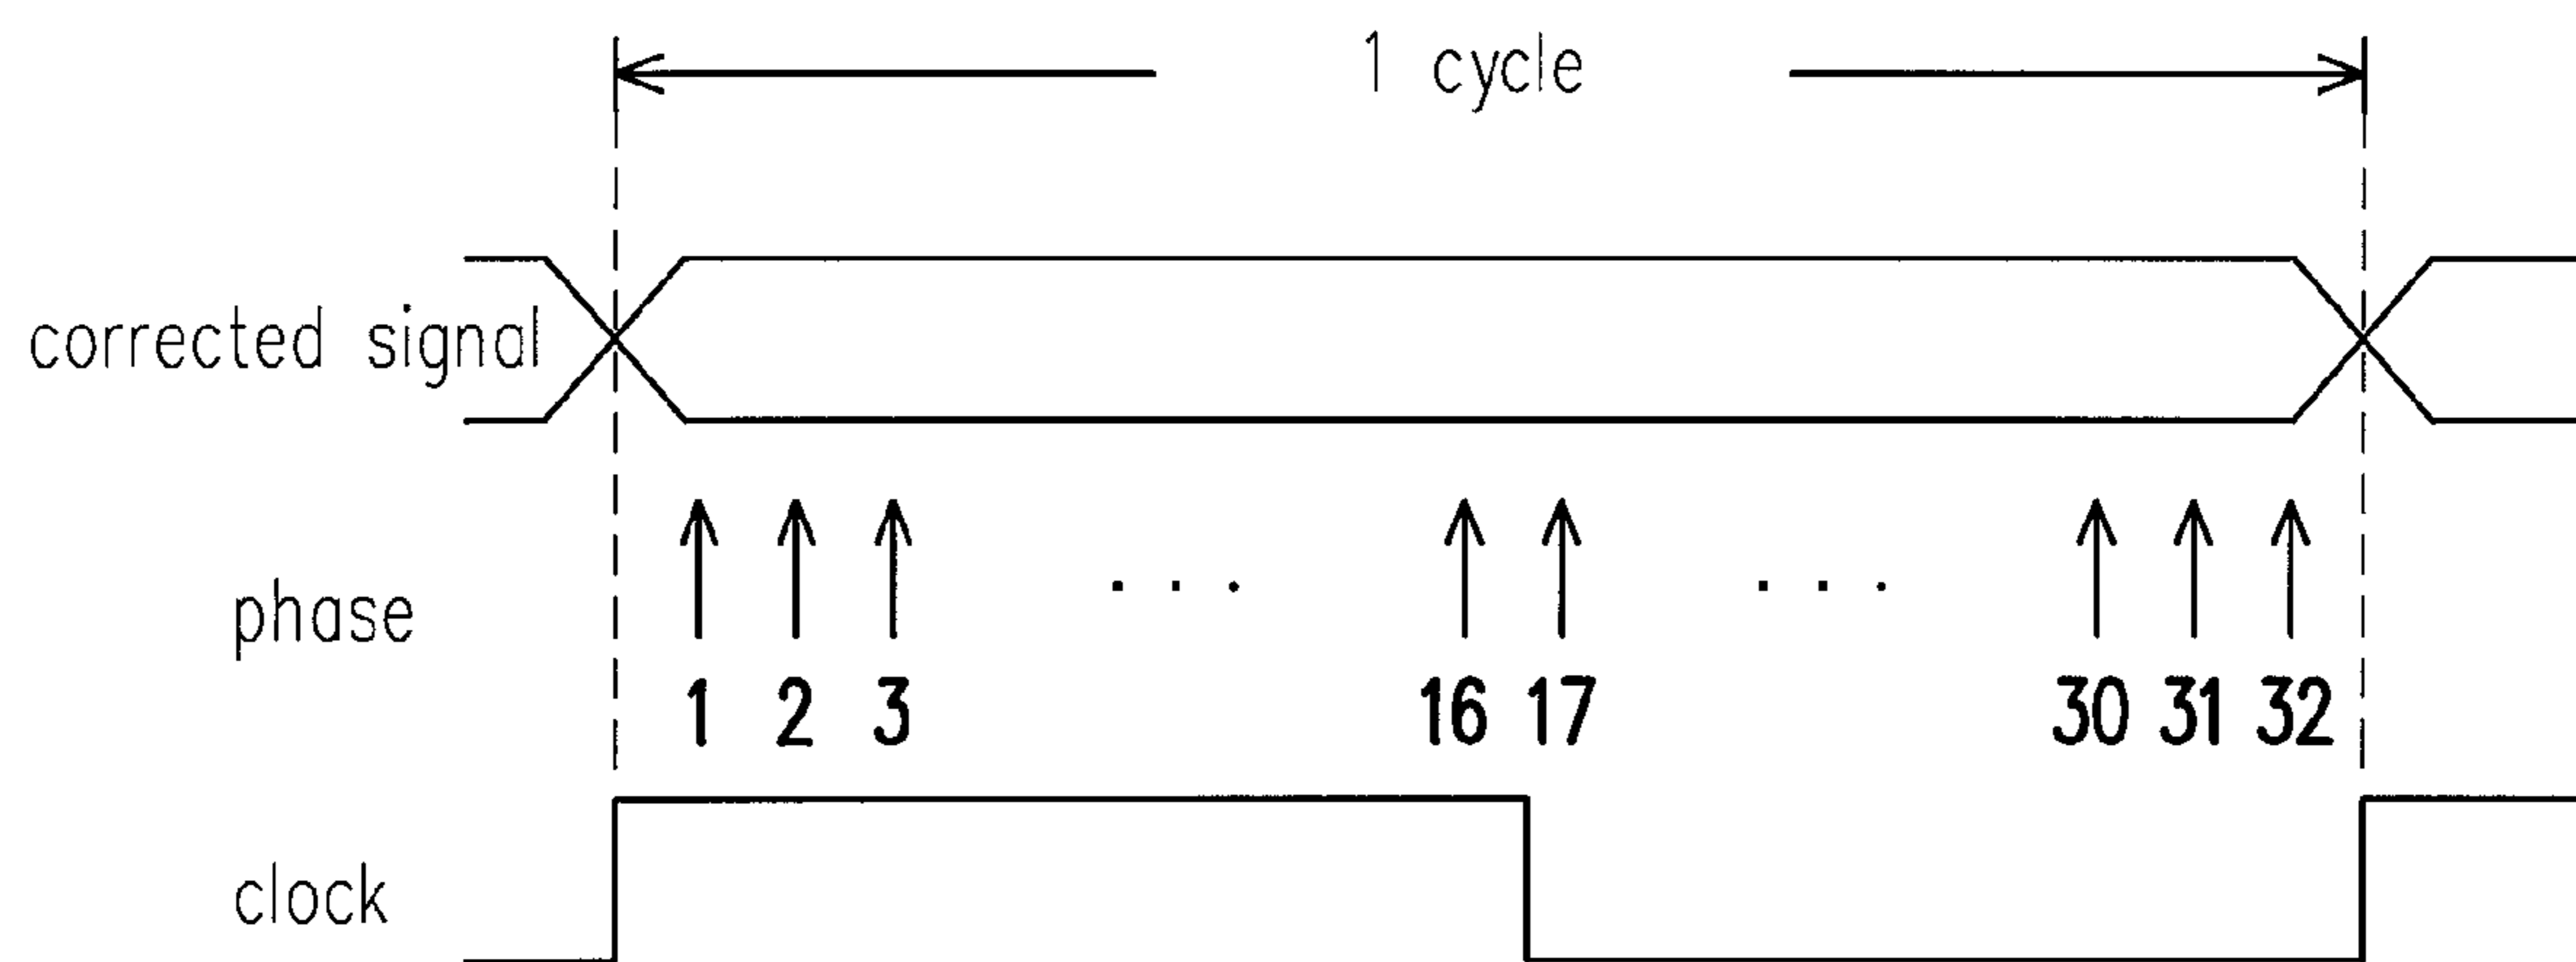 1 cycle
corrected signal
phase
. . .
. . .
1 2 3 16 17 30 31 32
clock